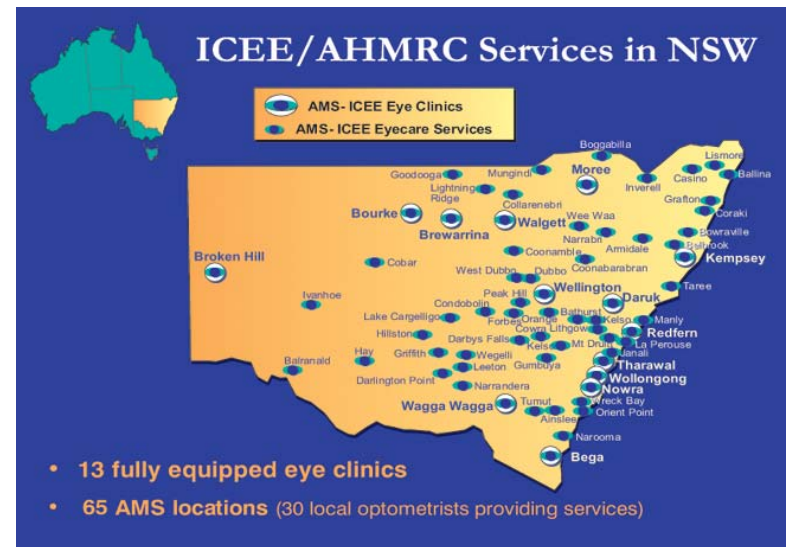 ICEE/AHMRC Services in NSW
AMS- ICEE Eye Clinics
AMS- ICEE Eyecare Services
Boggabilla
Lismore
Goodooga
Mungindi
Moree
Casino
Ballina
Inverell
Lightning
Ridge
Collarenebri
Grafton
Coraki
Bourke
Brewarrina
Walgett
Wee Waa
Narrabri
Armidale
Bowraville
Bellbrook
Kempsey
Broken Hill
Cobar
Coonamble
Coonabarabran
West Dubbo
Dubbo
Taree
Ivanhoe
Wellington
Daruk
Peak Hill
Condobolin
Lake Cargelligo
Forbes
Orange
Bathurst
Kelso
Manly
Redfern
Hillston
Cowra
Lithgow
La Perouse
Darbys Falls
Kelso
Mt Druitt
Janali
Balranald
Hay
Griffith
Wegelli
Gumbuya
Tharawal
Leeton
Wollongong
Darlington Point
Narrandera
Nowra
Wagga Wagga
Tumut
Wreck Bay
Ainslee
Orient Point
Narooma
Bega
• 13 fully equipped eye clinics
• 65 AMS locations (30 local optometrists providing services)